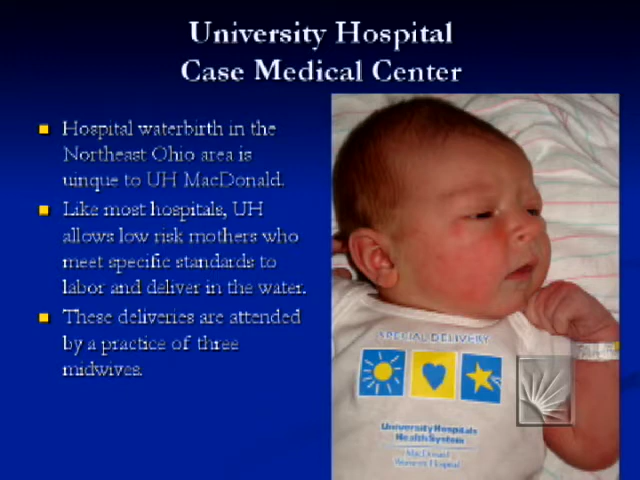 University Hospital
Case Medical Center
Hospital waterbirth in the
Northeast Ohio area is
uinque to UH MacDonald.
Like most hospitals, UH
allows low risk mothers who
meet specific standards to
labor and deliver in the water.
These deliveries are attended
by a practice of three
midwives.
SPECIAL DELIVERY
University Hospitals
Health System
MacDonald
Women's Hospital